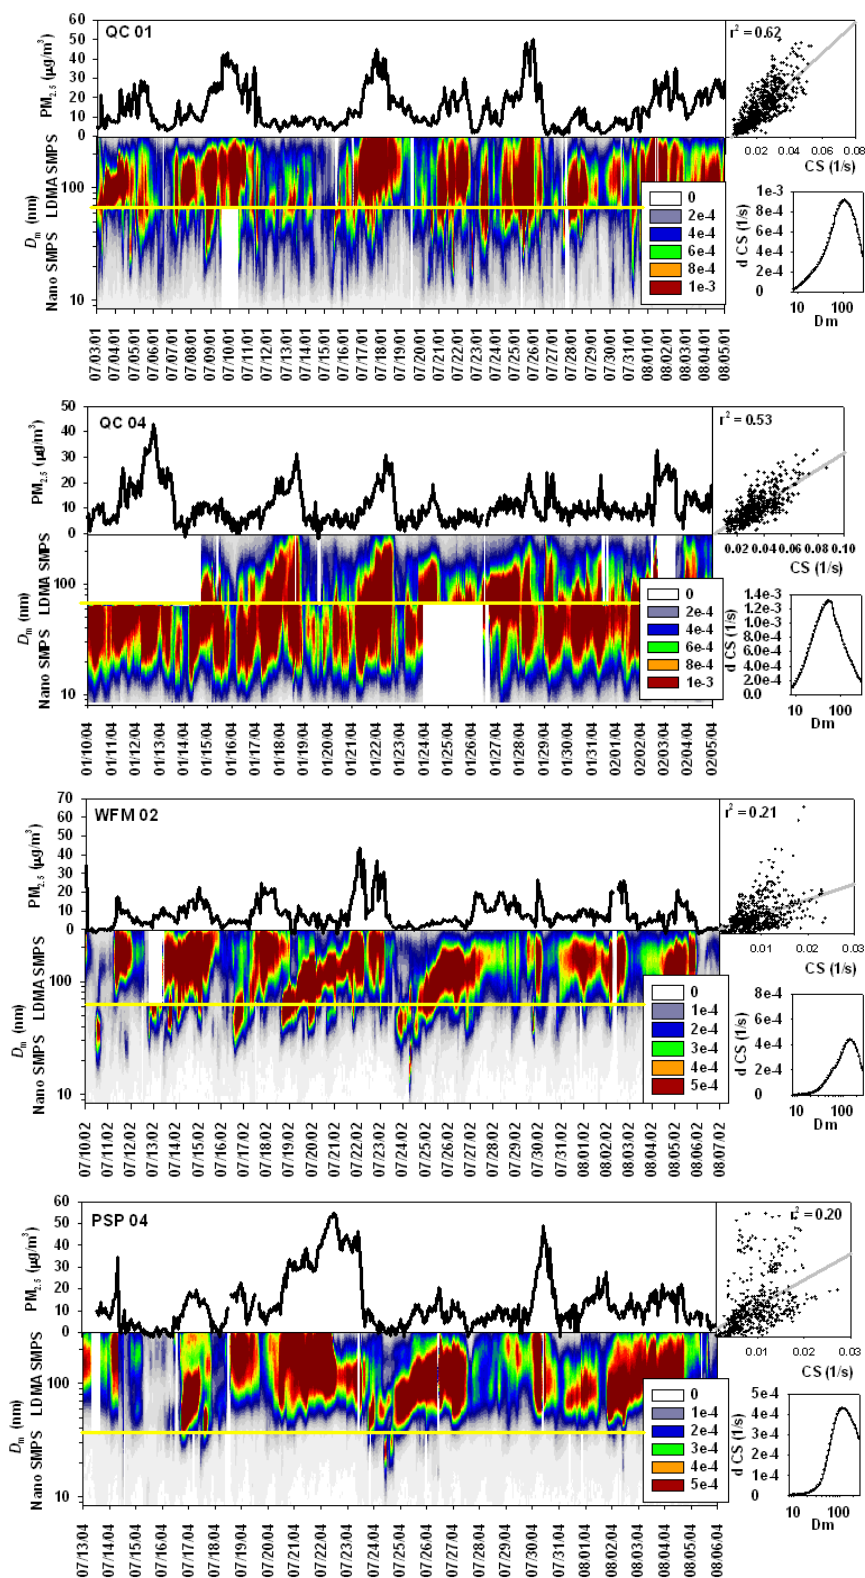 QC 01
PM2.5 (µg/m³)
60
50
40
30
20
10
0
r² = 0.62
0.02 0.04 0.06 0.08
CS (1/s)
Dm (nm)
Nano SMPS LDMA SMPS
100
10
0
2e-4
4e-4
6e-4
8e-4
1e-3
d CS (1/s)
1e-3
8e-4
6e-4
4e-4
2e-4
0
10 100
Dm
07/03/01 07/04/01 07/05/01 07/06/01 07/07/01 07/08/01 07/09/01 07/10/01 07/11/01 07/12/01 07/13/01 07/14/01 07/15/01 07/16/01 07/17/01 07/18/01 07/19/01 07/20/01 07/21/01 07/22/01 07/23/01 07/24/01 07/25/01 07/26/01 07/27/01 07/28/01 07/29/01 07/30/01 07/31/01 08/01/01 08/02/01 08/03/01 08/04/01 08/05/01
QC 04
PM2.5 (µg/m³)
50
40
30
20
10
0
r² = 0.53
0.02 0.04 0.06 0.08 0.10
CS (1/s)
Dm (nm)
Nano SMPS LDMA SMPS
100
10
0
2e-4
4e-4
6e-4
8e-4
1e-3
d CS (1/s)
1.4e-3
1.2e-3
1.0e-3
8.0e-4
6.0e-4
4.0e-4
2.0e-4
0.0
10 100
Dm
01/10/04 01/11/04 01/12/04 01/13/04 01/14/04 01/15/04 01/16/04 01/17/04 01/18/04 01/19/04 01/20/04 01/21/04 01/22/04 01/23/04 01/24/04 01/25/04 01/26/04 01/27/04 01/28/04 01/29/04 01/30/04 01/31/04 02/01/04 02/02/04 02/03/04 02/04/04 02/05/04
WFM 02
PM2.5 (µg/m³)
70
60
50
40
30
20
10
0
r² = 0.21
0.01 0.02 0.03
CS (1/s)
Dm (nm)
Nano SMPS LDMA SMPS
100
10
0
1e-4
2e-4
3e-4
4e-4
5e-4
d CS (1/s)
8e-4
6e-4
4e-4
2e-4
0
10 100
Dm
07/10/02 07/11/02 07/12/02 07/13/02 07/14/02 07/15/02 07/16/02 07/17/02 07/18/02 07/19/02 07/20/02 07/21/02 07/22/02 07/23/02 07/24/02 07/25/02 07/26/02 07/27/02 07/28/02 07/29/02 07/30/02 07/31/02 08/01/02 08/02/02 08/03/02 08/04/02 08/05/02 08/06/02 08/07/02
PSP 04
PM2.5 (µg/m³)
60
50
40
30
20
10
0
r² = 0.20
0.01 0.02 0.03
CS (1/s)
Dm (nm)
Nano SMPS LDMA SMPS
100
10
0
1e-4
2e-4
3e-4
4e-4
5e-4
d CS (1/s)
5e-4
4e-4
3e-4
2e-4
1e-4
0
10 100
Dm
07/13/04 07/14/04 07/15/04 07/16/04 07/17/04 07/18/04 07/19/04 07/20/04 07/21/04 07/22/04 07/23/04 07/24/04 07/25/04 07/26/04 07/27/04 07/28/04 07/29/04 07/30/04 07/31/04 08/01/04 08/02/04 08/03/04 08/04/04 08/05/04 08/06/04